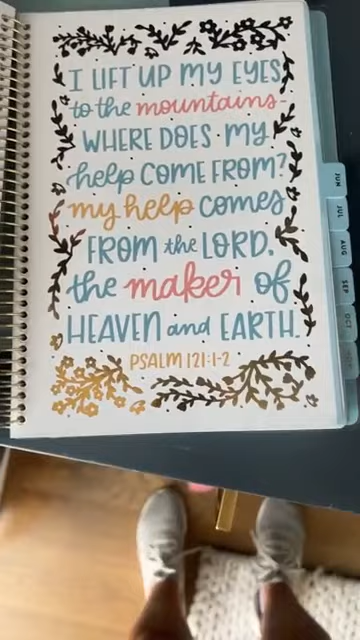 I LIFT UP MY EYES
to the mountains-
WHERE DOES MY
help COME FROM?
my help comes
FROM the LORD.
the maker of
HEAVEN and EARTH.
PSALM 121:1-2
JUN
JUL
AUG
SEP
OCT